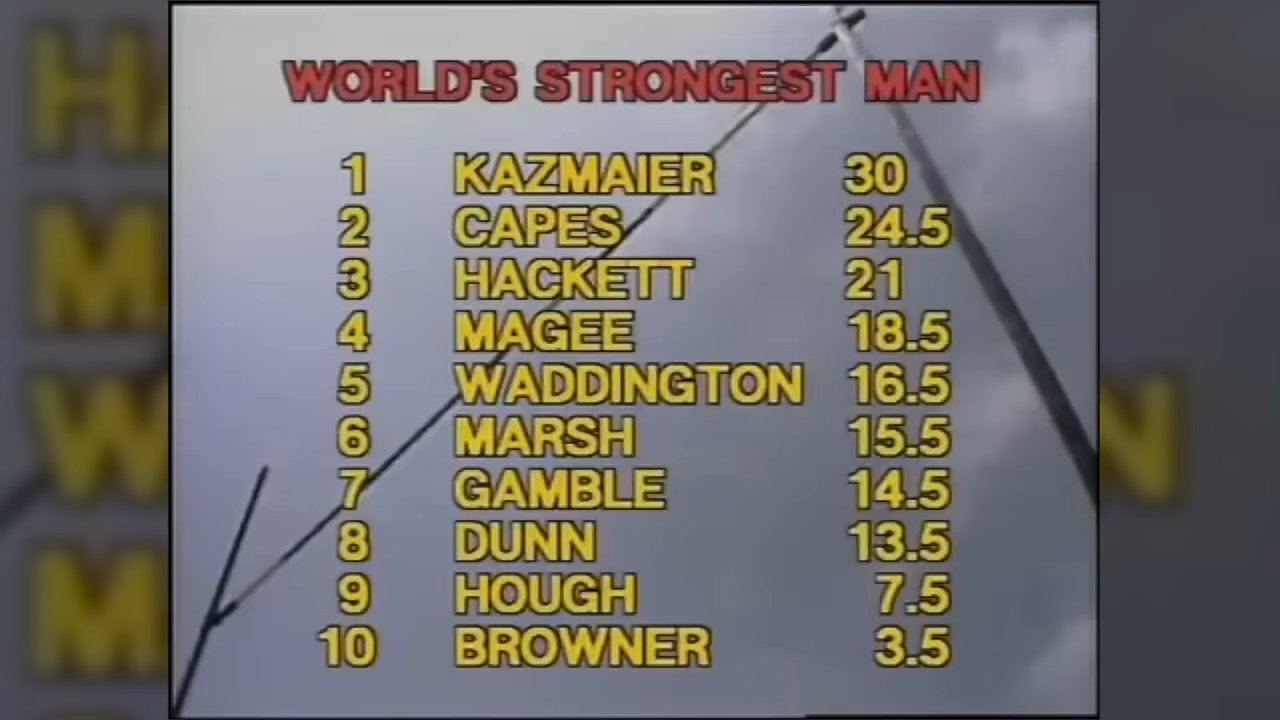 WORLD'S STRONGEST MAN
1 KAZMAIER 30
2 CAPES 24.5
3 HACKETT 21
4 MAGEE 18.5
5 WADDINGTON 16.5
6 MARSH 15.5
7 GAMBLE 14.5
8 DUNN 13.5
9 HOUGH 7.5
10 BROWNER 3.5